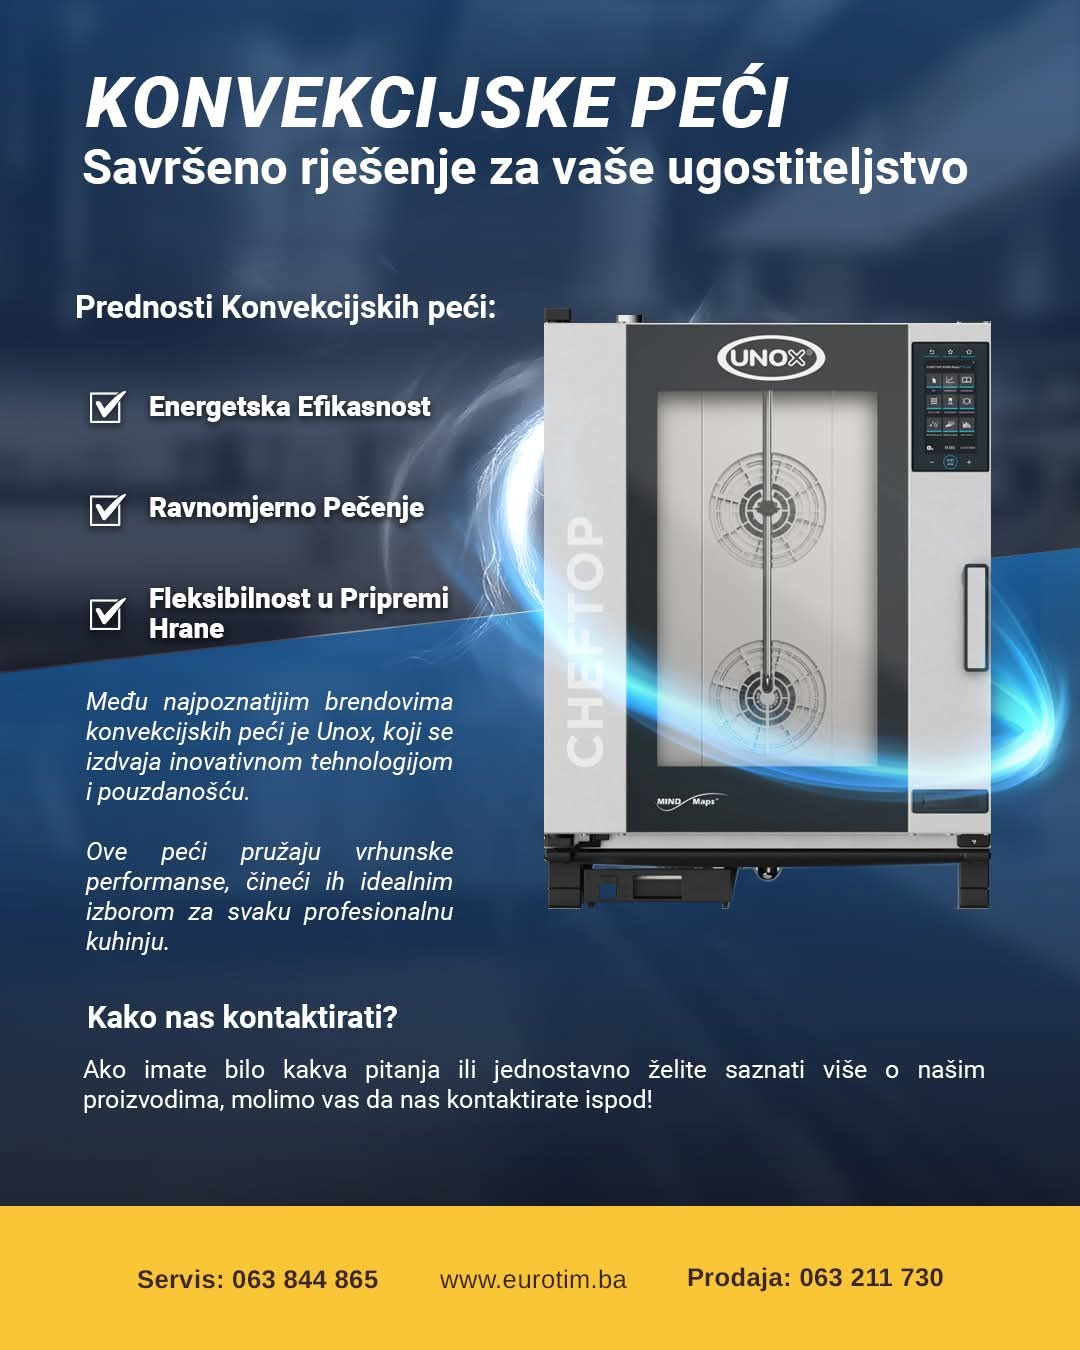 KONVEKCIJSKE PEĆI
Savršeno rješenje za vaše ugostiteljstvo
Prednosti Konvekcijskih peći:
Energetska Efikasnost
Ravnomjerno Pečenje
Fleksibilnost u Pripremi
Hrane
Među najpoznatijim brendovima
konvekcijskih peći je Unox, koji se
izdvaja inovativnom tehnologijom
i pouzdanošću.
Ove peći pružaju vrhunske
performanse, čineći ih idealnim
izborom za svaku profesionalnu
kuhinju.
UNOX
CHEFTOP
MIND Maps™
Kako nas kontaktirati?
Ako imate bilo kakva pitanja ili jednostavno želite saznati više o našim
proizvodima, molimo vas da nas kontaktirate ispod!
Servis: 063 844 865
www.eurotim.ba
Prodaja: 063 211 730